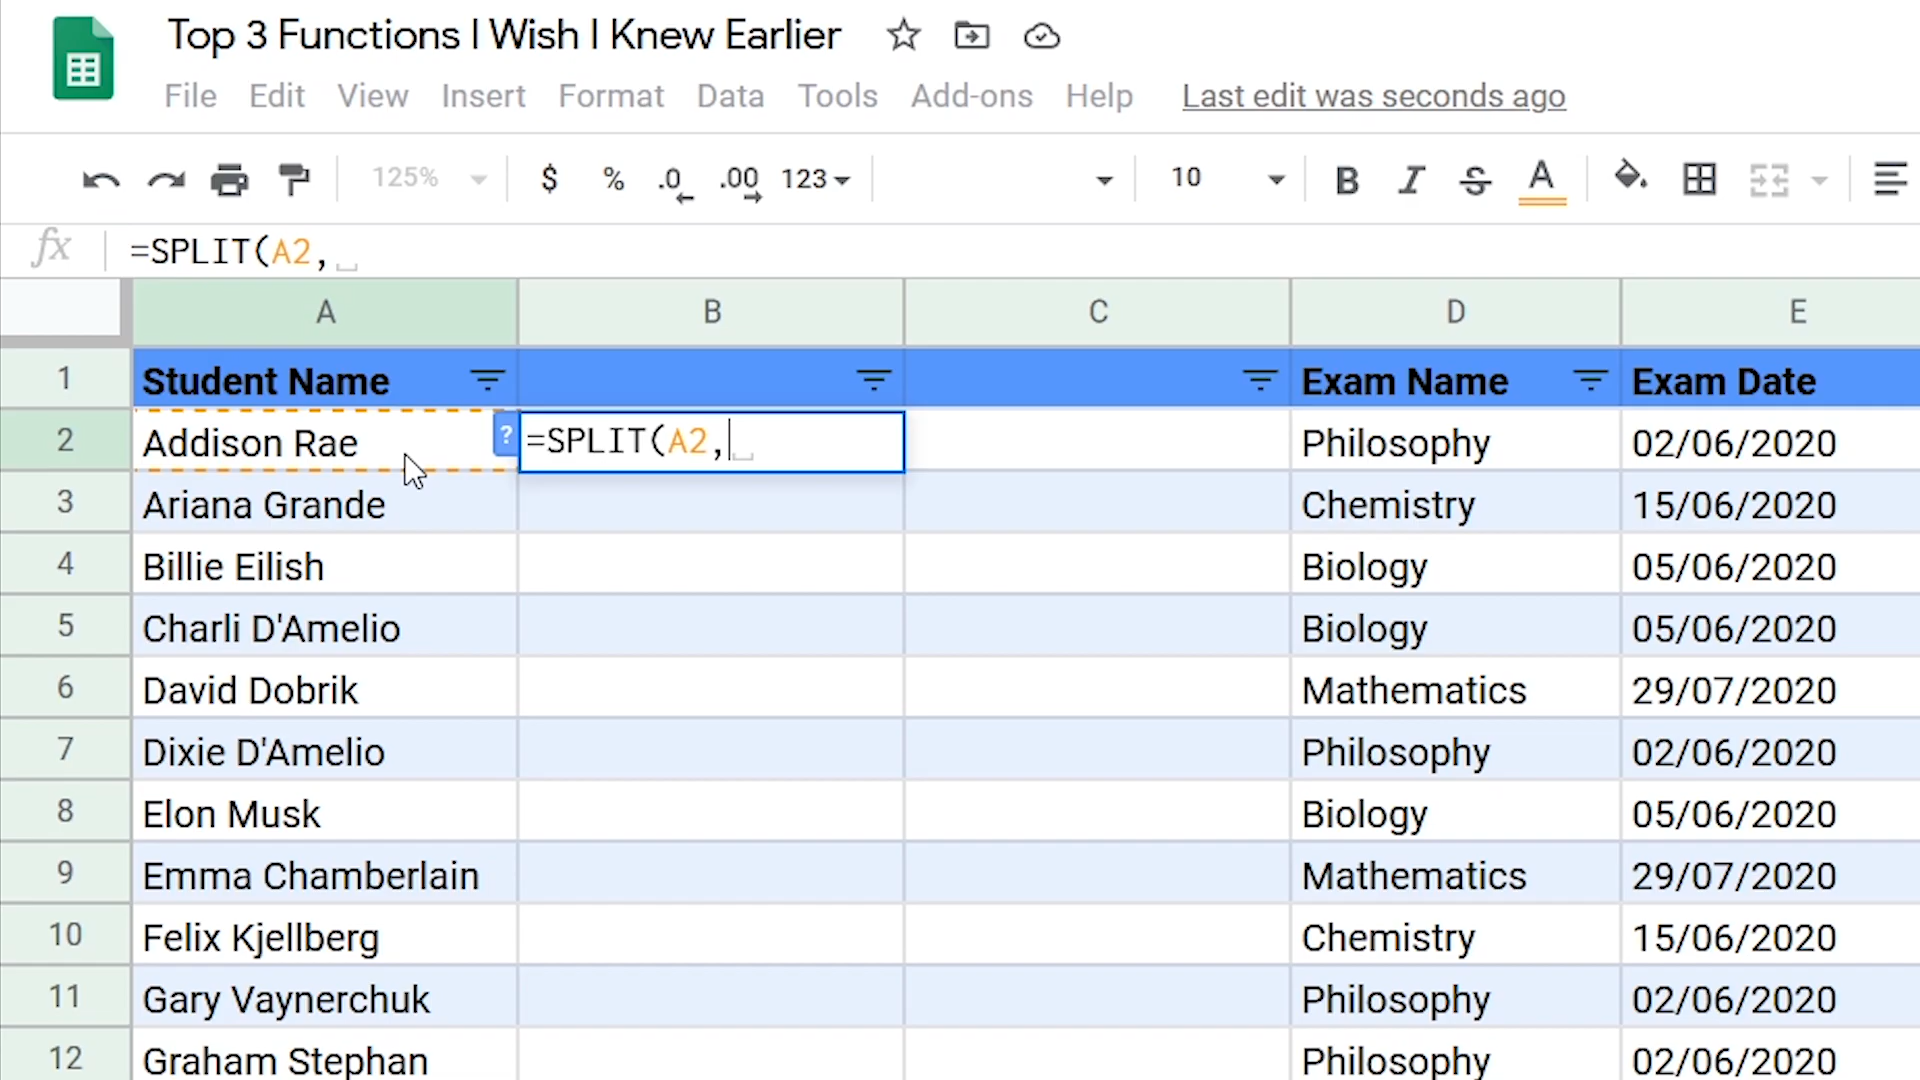 Top 3 Functions I Wish I Knew Earlier
File Edit View Insert Format Data Tools Add-ons Help Last edit was seconds ago
125% $ % .0 .00 123 10 B I S A
fx =SPLIT(A2,
A B C D E
1 Student Name Exam Name Exam Date
2 Addison Rae ? =SPLIT(A2, Philosophy 02/06/2020
3 Ariana Grande Chemistry 15/06/2020
4 Billie Eilish Biology 05/06/2020
5 Charli D'Amelio Biology 05/06/2020
6 David Dobrik Mathematics 29/07/2020
7 Dixie D'Amelio Philosophy 02/06/2020
8 Elon Musk Biology 05/06/2020
9 Emma Chamberlain Mathematics 29/07/2020
10 Felix Kjellberg Chemistry 15/06/2020
11 Gary Vaynerchuk Philosophy 02/06/2020
12 Graham Stephan Philosophy 02/06/2020